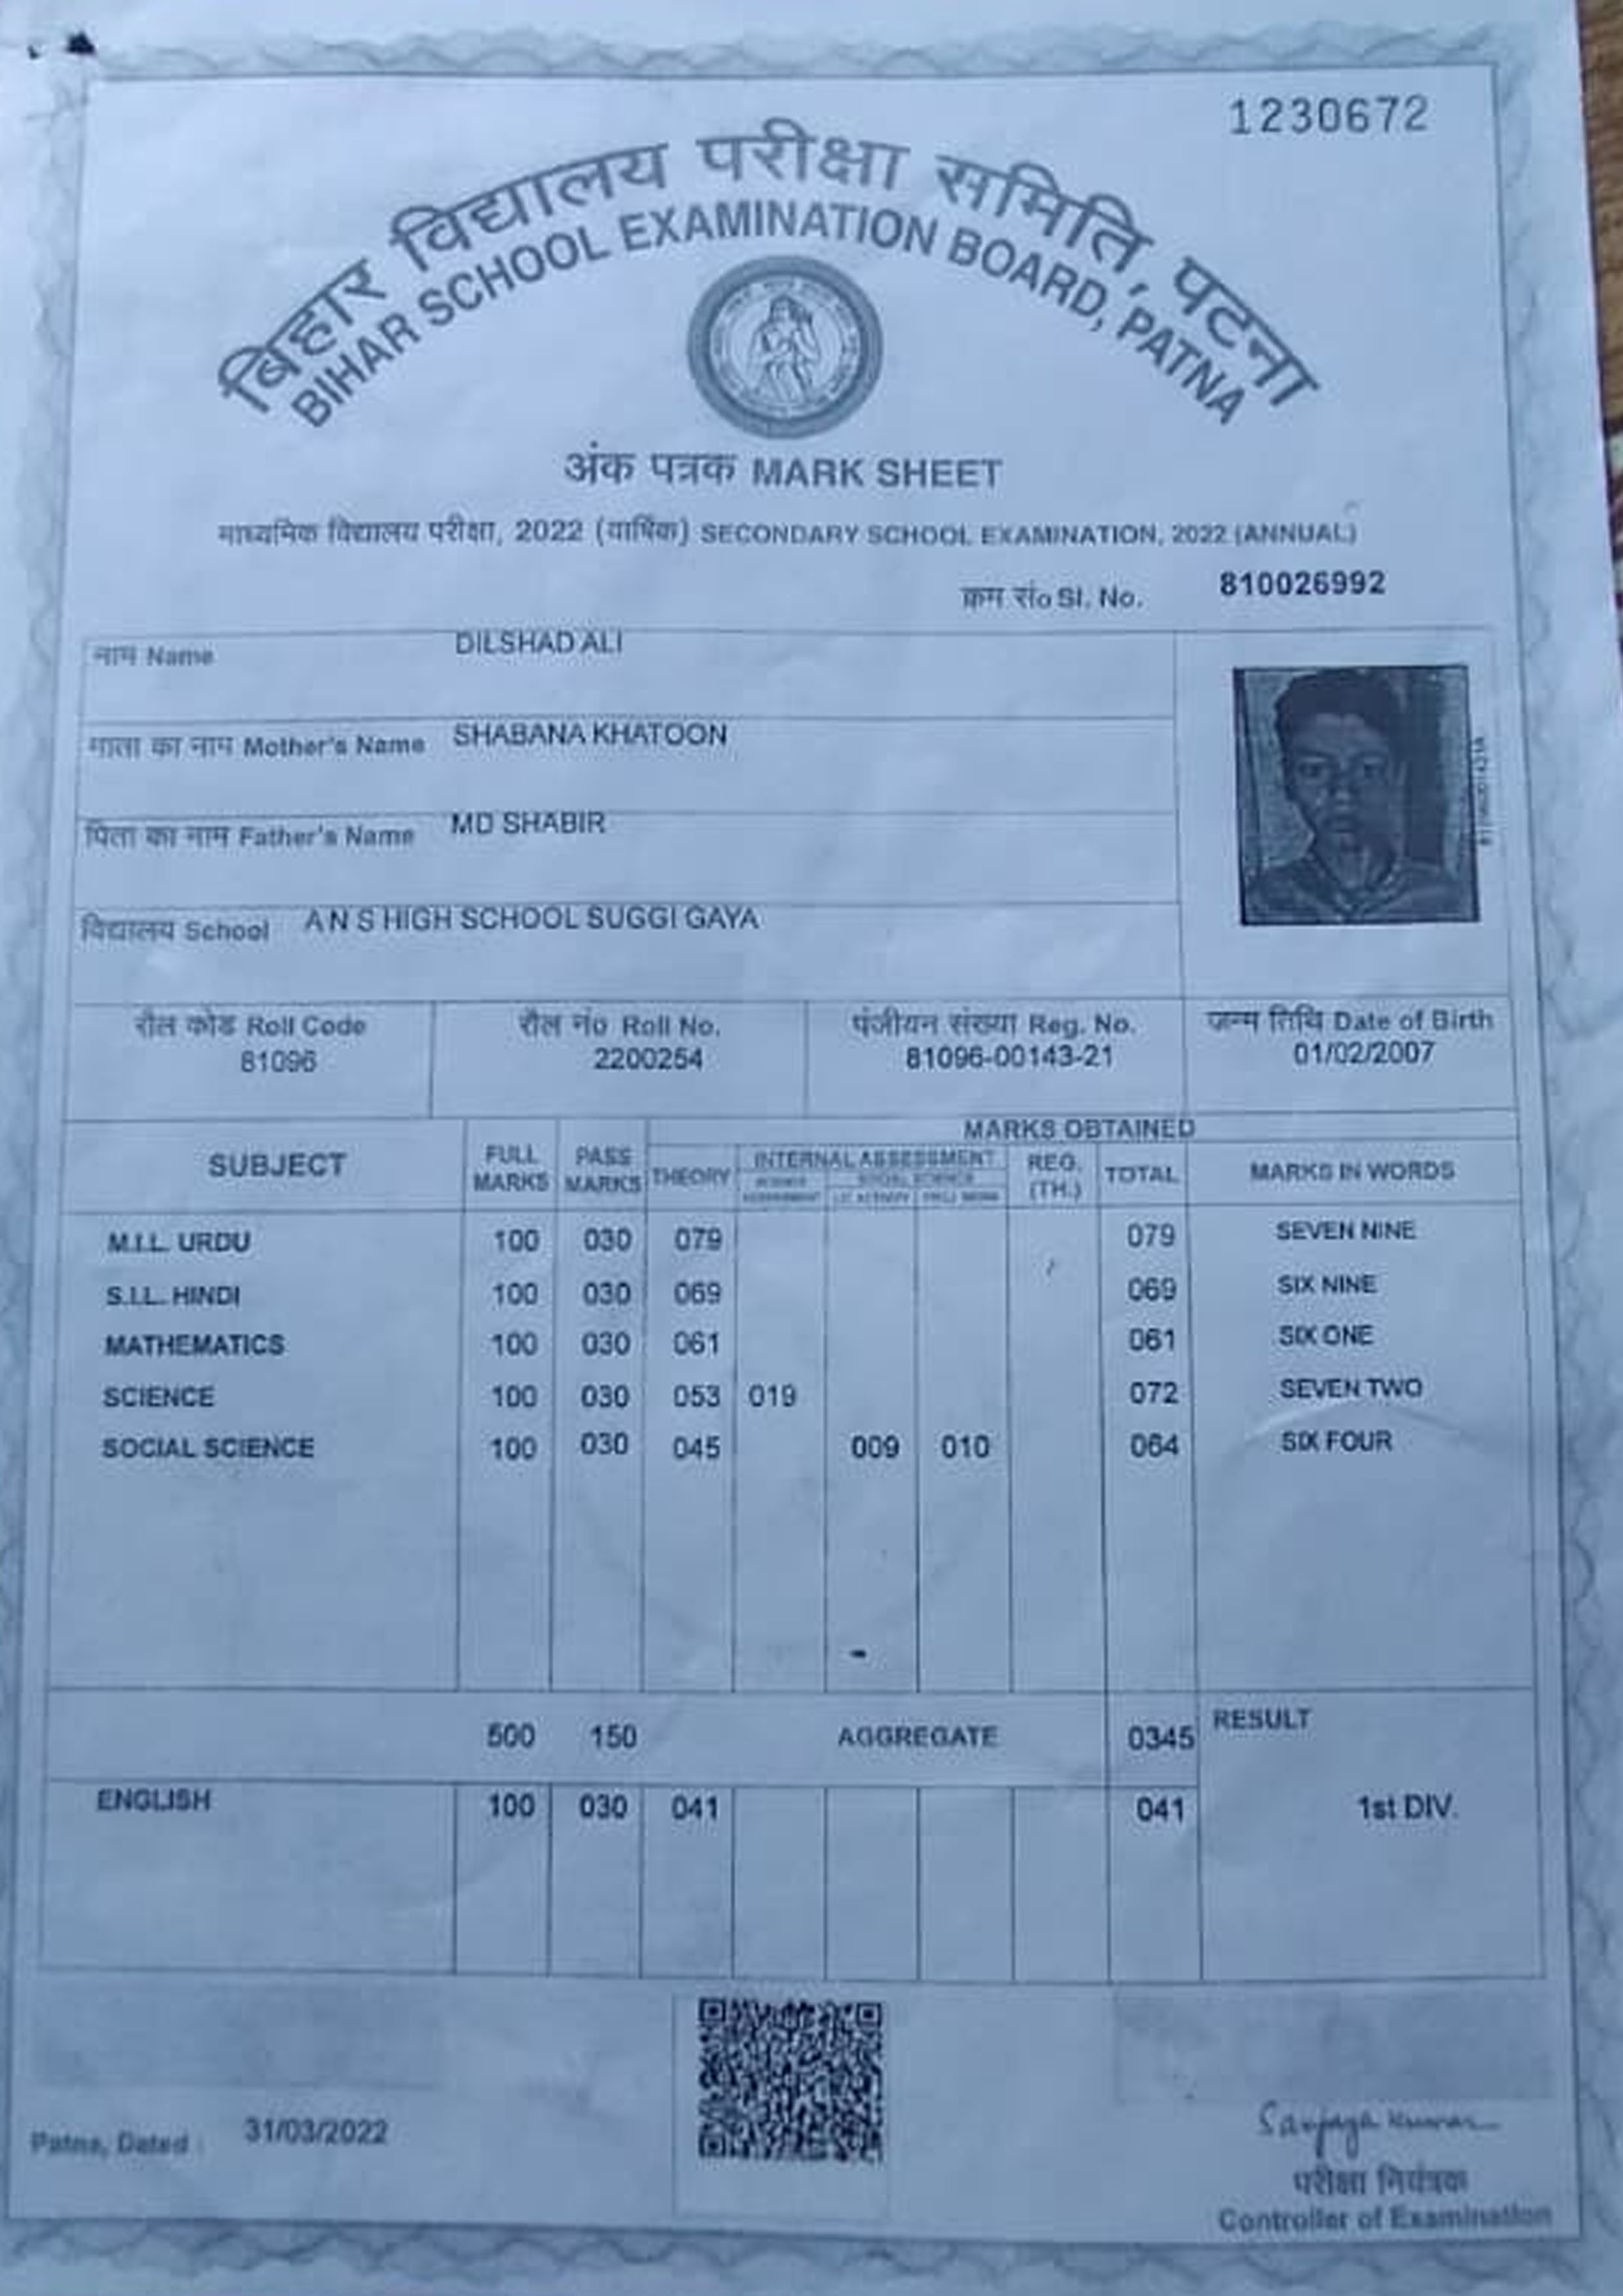 1230672
बिहार विद्यालय परीक्षा समिति, पटना
BIHAR SCHOOL EXAMINATION BOARD, PATNA
अंक पत्रक MARK SHEET
माध्यमिक विद्यालय परीक्षा, 2022 (वार्षिक) SECONDARY SCHOOL EXAMINATION, 2022 (ANNUAL)
क्रम सं० Sl. No. 810026992
नाम Name DILSHAD ALI
माता का नाम Mother's Name SHABANA KHATOON
पिता का नाम Father's Name MD SHABIR
विद्यालय School A N S HIGH SCHOOL SUGGI GAYA
रौल कोड Roll Code रौल नं० Roll No. पंजीयन संख्या Reg. No. जन्म तिथि Date of Birth
81096 2200254 81096-00143-21 01/02/2007
MARKS OBTAINED
SUBJECT FULL MARKS PASS MARKS THEORY INTERNAL ASSESSMENT REG. (TH.) TOTAL MARKS IN WORDS
SOCIAL SCIENCE
M.I.L. URDU 100 030 079 079 SEVEN NINE
S.I.L. HINDI 100 030 069 069 SIX NINE
MATHEMATICS 100 030 061 061 SIX ONE
SCIENCE 100 030 053 019 072 SEVEN TWO
SOCIAL SCIENCE 100 030 045 009 010 064 SIX FOUR
500 150 AGGREGATE 0345 RESULT
ENGLISH 100 030 041 041 1st DIV.
Patna, Dated : 31/03/2022
Sanjaya Kumar
परीक्षा नियंत्रक
Controller of Examination